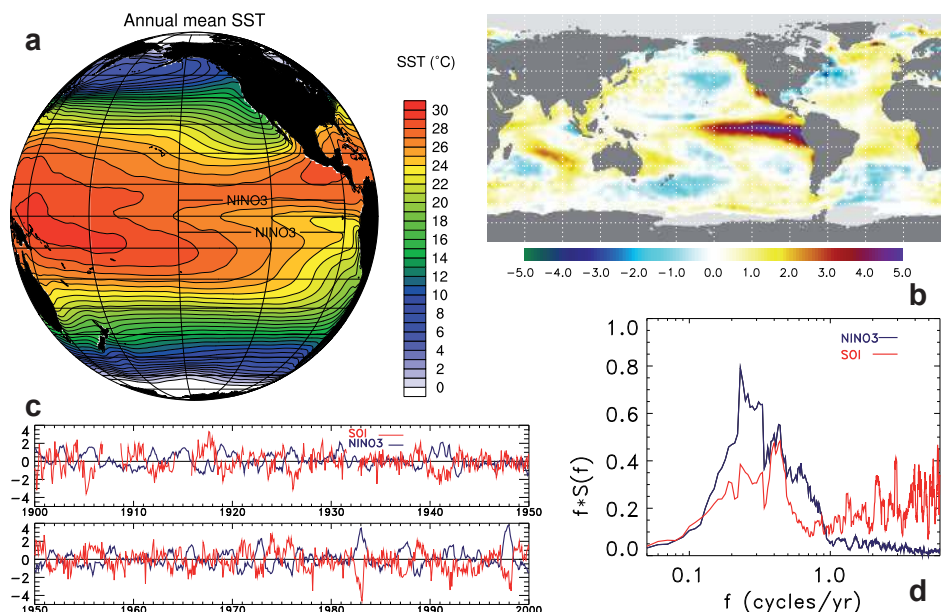 Annual mean SST
a
SST (°C)
30
28
26
24
22
20
18
16
14
12
10
8
6
4
2
0
NINO3
NINO3
-5.0 -4.0 -3.0 -2.0 -1.0 0.0 1.0 2.0 3.0 4.0 5.0
b
c
4
2
0
-2
-4
SOI
NINO3
1900 1910 1920 1930 1940 1950
4
2
0
-2
-4
1950 1960 1970 1980 1990 2000
1.0
0.8
0.6
0.4
0.2
0.0
f*S(f)
NINO3
SOI
0.1 1.0
f (cycles/yr)
d